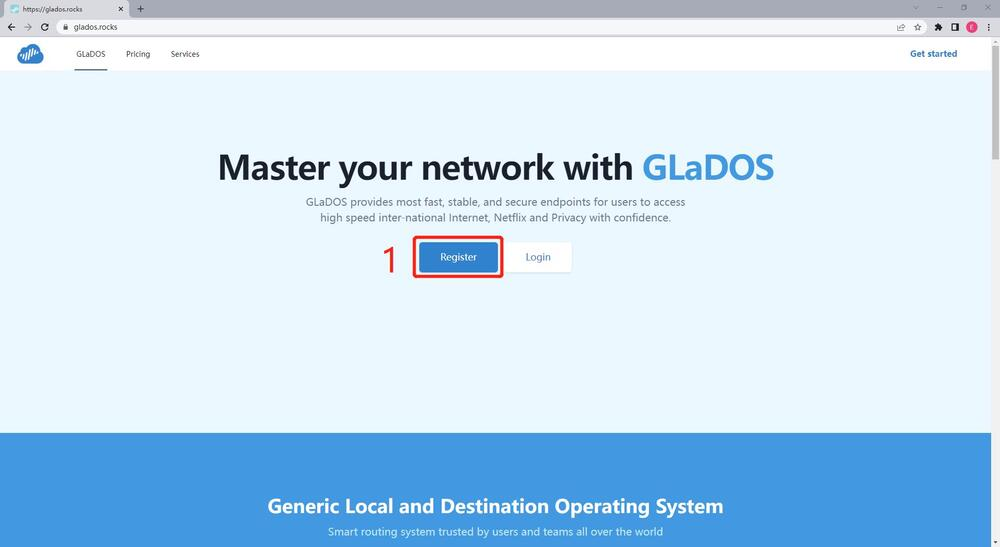 https://glados.rocks
glados.rocks
E
GLaDOS Pricing Services Get started
Master your network with GLaDOS
GLaDOS provides most fast, stable, and secure endpoints for users to access
high speed inter-national Internet, Netflix and Privacy with confidence.
1 Register Login
Generic Local and Destination Operating System
Smart routing system trusted by users and teams all over the world